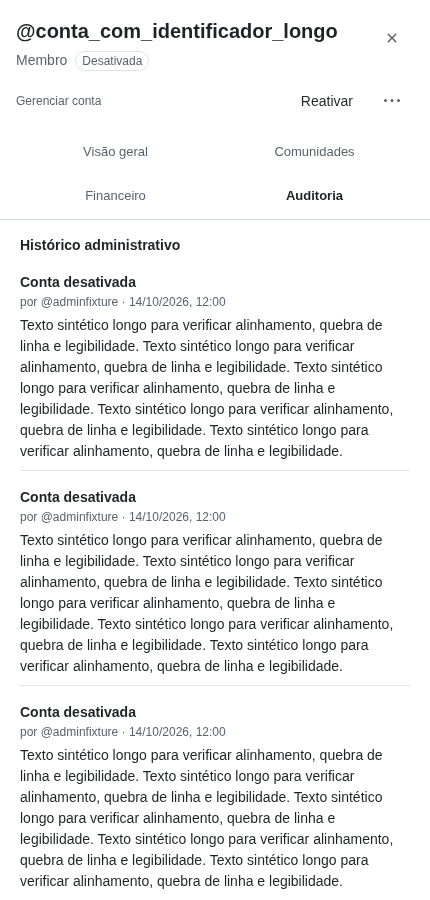 @conta_com_identificador_longo
×
Membro Desativada
Gerenciar conta Reativar ···
Visão geral Comunidades
Financeiro Auditoria
Histórico administrativo
Conta desativada
por @adminfixture · 14/10/2026, 12:00
Texto sintético longo para verificar alinhamento, quebra de
linha e legibilidade. Texto sintético longo para verificar
alinhamento, quebra de linha e legibilidade. Texto sintético
longo para verificar alinhamento, quebra de linha e
legibilidade. Texto sintético longo para verificar alinhamento,
quebra de linha e legibilidade. Texto sintético longo para
verificar alinhamento, quebra de linha e legibilidade.
Conta desativada
por @adminfixture · 14/10/2026, 12:00
Texto sintético longo para verificar alinhamento, quebra de
linha e legibilidade. Texto sintético longo para verificar
alinhamento, quebra de linha e legibilidade. Texto sintético
longo para verificar alinhamento, quebra de linha e
legibilidade. Texto sintético longo para verificar alinhamento,
quebra de linha e legibilidade. Texto sintético longo para
verificar alinhamento, quebra de linha e legibilidade.
Conta desativada
por @adminfixture · 14/10/2026, 12:00
Texto sintético longo para verificar alinhamento, quebra de
linha e legibilidade. Texto sintético longo para verificar
alinhamento, quebra de linha e legibilidade. Texto sintético
longo para verificar alinhamento, quebra de linha e
legibilidade. Texto sintético longo para verificar alinhamento,
quebra de linha e legibilidade. Texto sintético longo para
verificar alinhamento, quebra de linha e legibilidade.